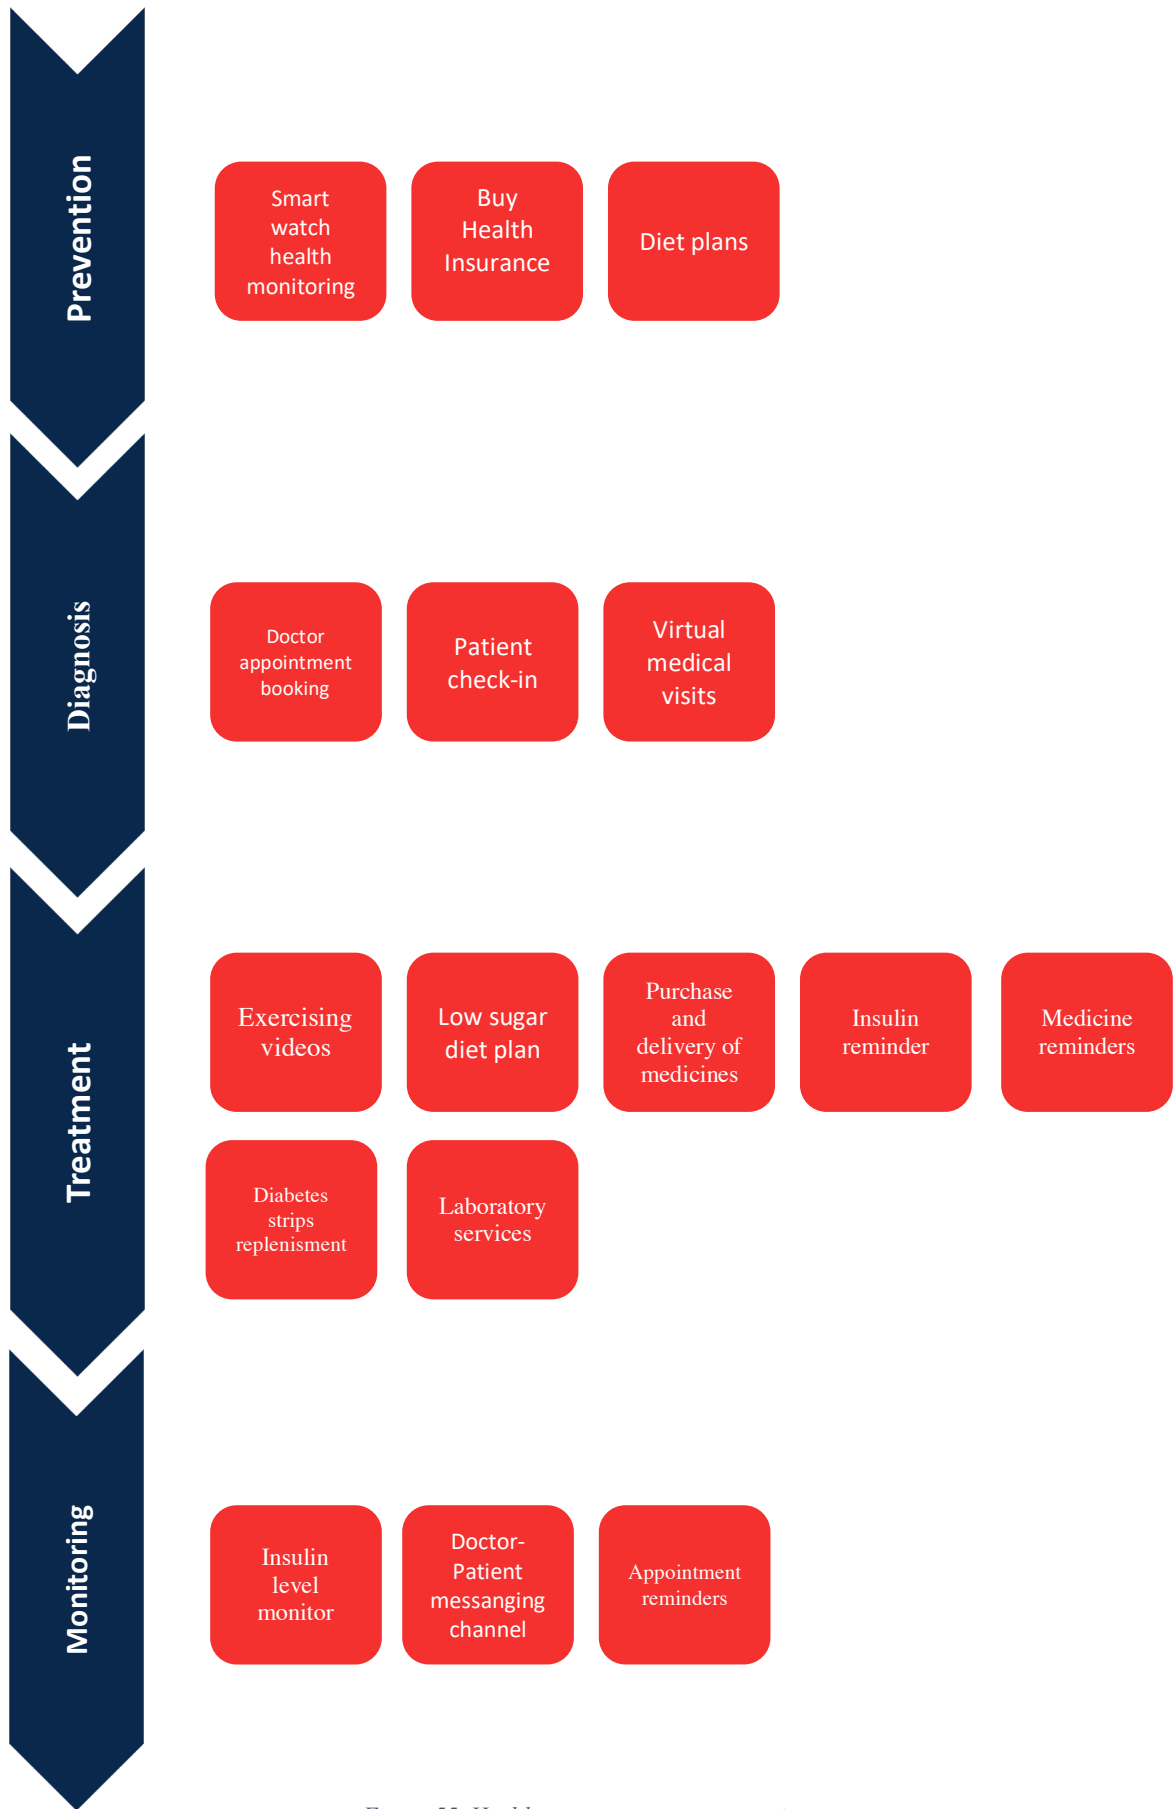 Prevention
Smart
watch
health
monitoring
Buy
Health
Insurance
Diet plans
Diagnosis
Doctor
appointment
booking
Patient
check-in
Virtual
medical
visits
Treatment
Exercising
videos
Low sugar
diet plan
Purchase
and
delivery of
medicines
Insulin
reminder
Medicine
reminders
Diabetes
strips
replenisment
Laboratory
services
Monitoring
Insulin
level
monitor
Doctor-
Patient
messanging
channel
Appointment
reminders